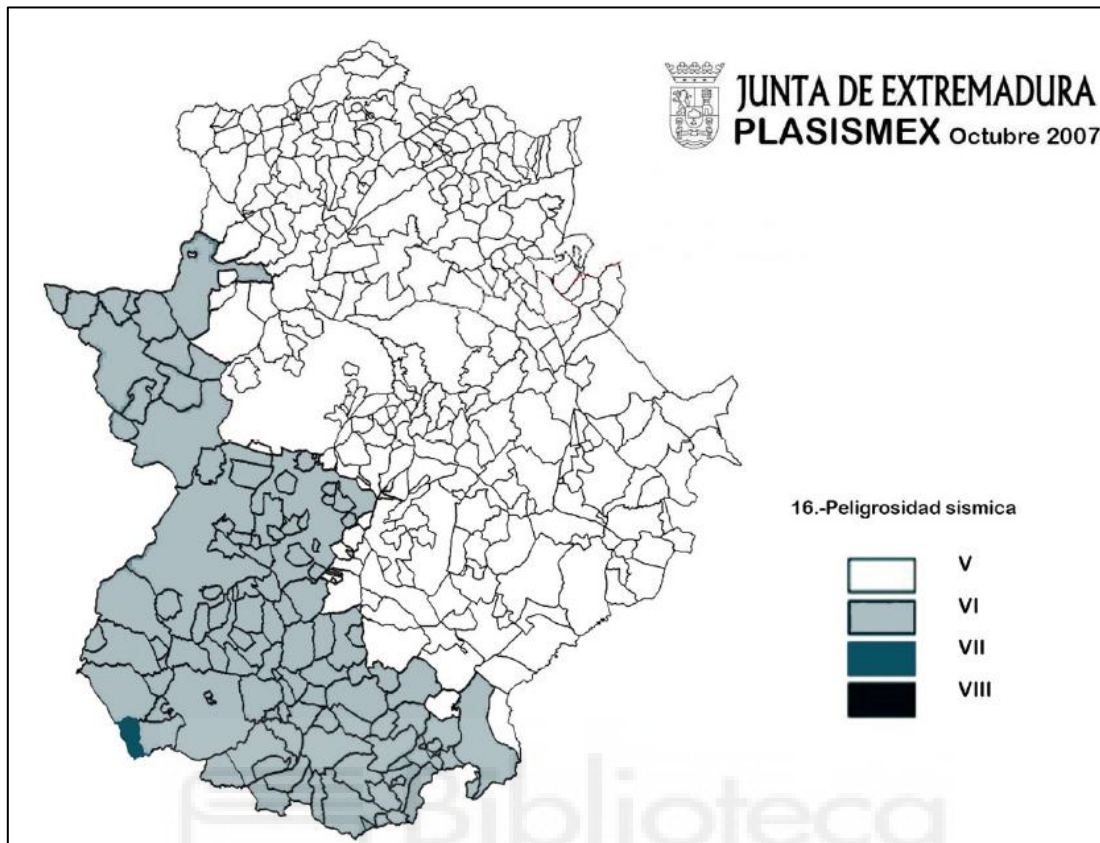 JUNTA DE EXTREMADURA
PLASISMEX Octubre 2007
16.-Peligrosidad sismica
V
VI
VII
VIII
Biblioteca